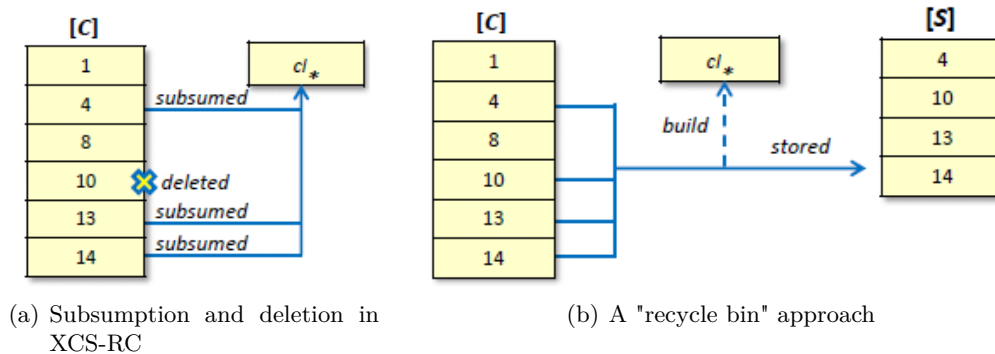 [C]
1
4
8
10
13
14
cl*
subsumed
deleted
subsumed
subsumed
(a) Subsumption and deletion in
XCS-RC
[C]
1
4
8
10
13
14
cl*
build
stored
[S]
4
10
13
14
(b) A "recycle bin" approach